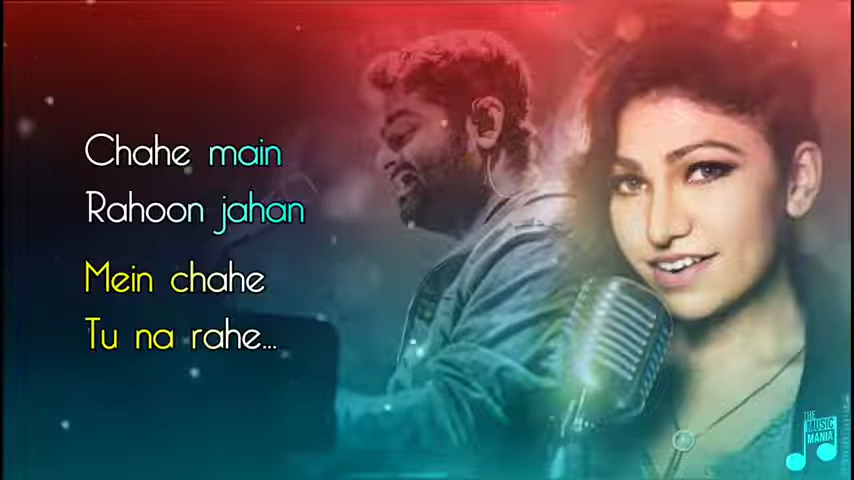 Chahe main
Rahoon jahan
Mein chahe
Tu na rahe...
THE
MUSIC
MANIA